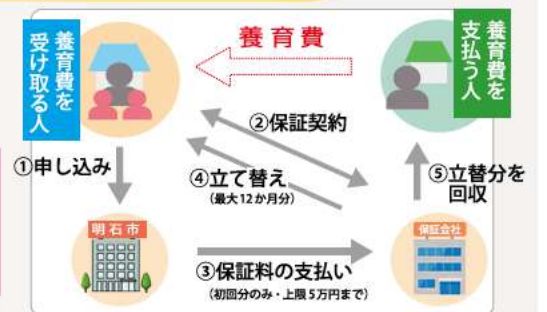 養育費を
受け取る人
養育費
養育費を
支払う人
②保証契約
①申し込み
④立て替え
（最大12か月分）
⑤立替分を
回収
明石市
保証会社
③保証料の支払い
（初回分のみ・上限5万円まで）